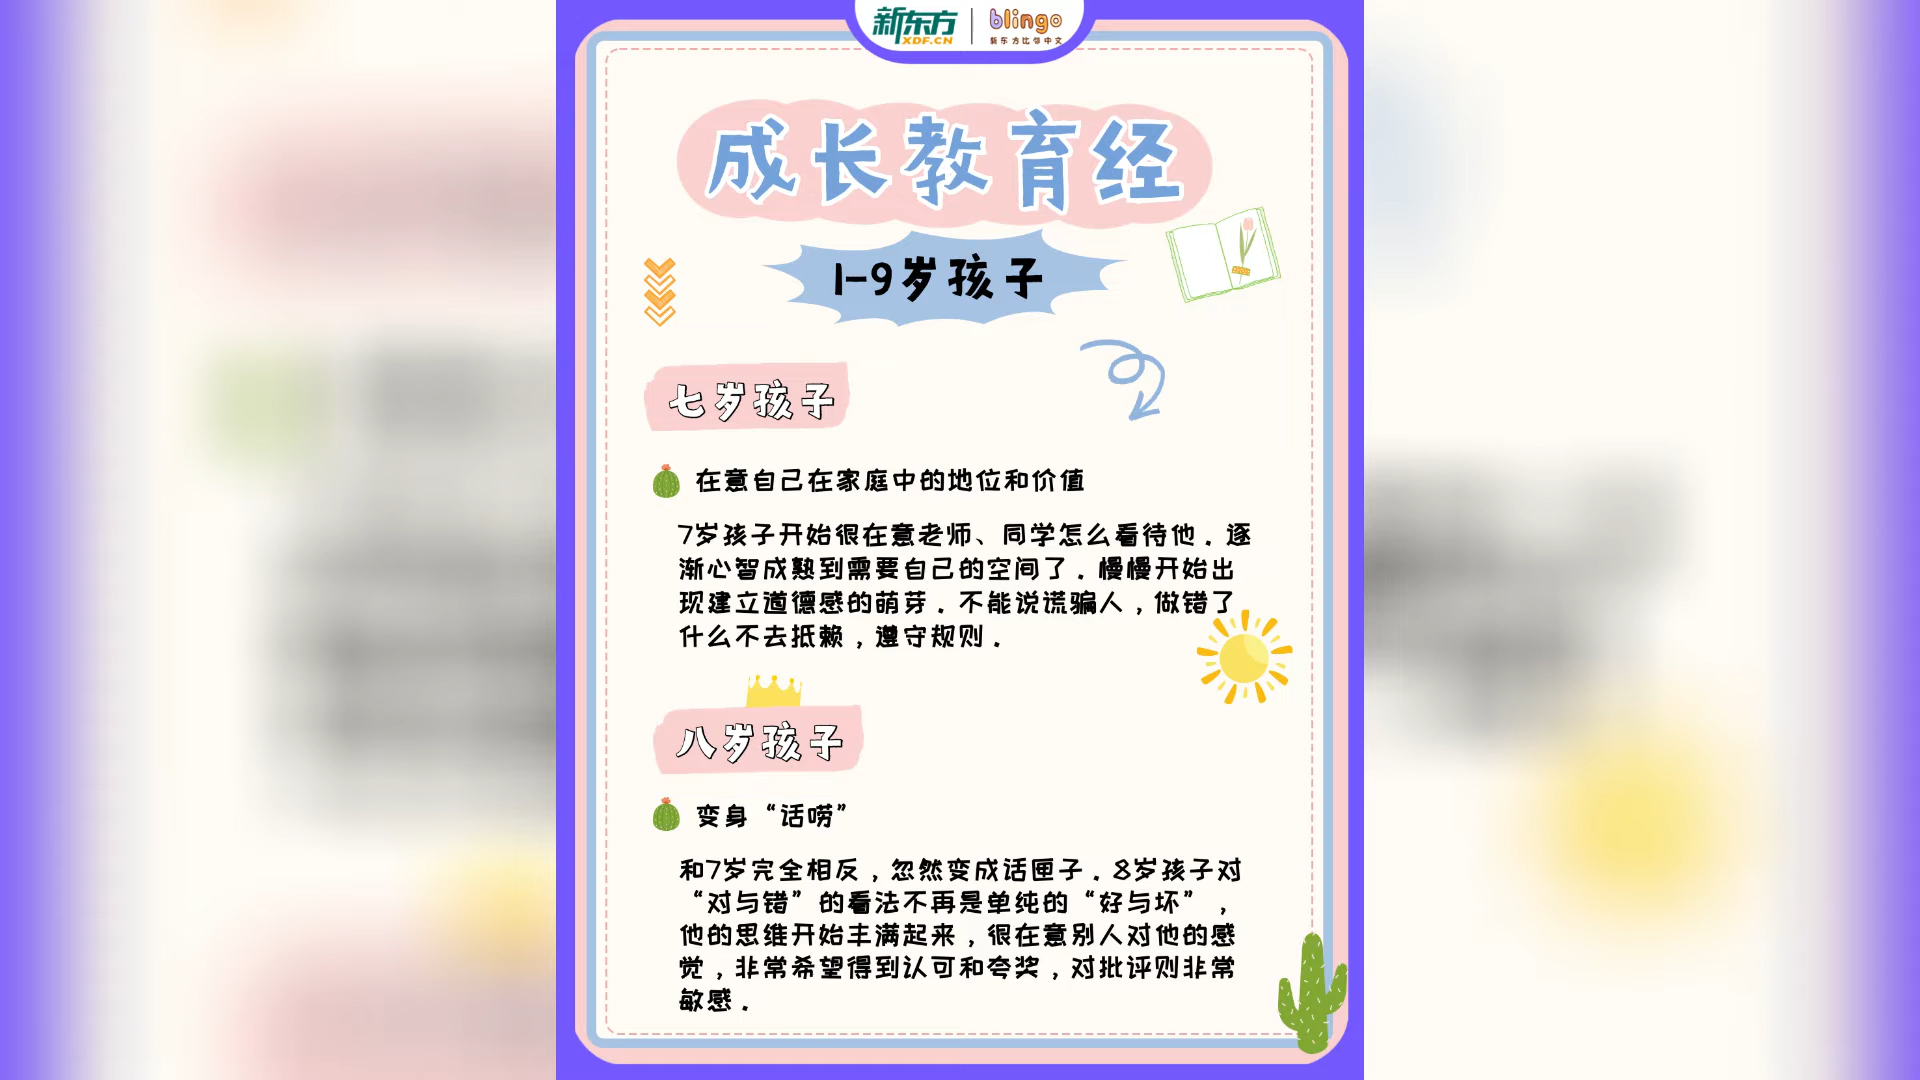 新东方
XDF.CN
blingo
新东方比邻中文
成长教育经
1-9岁孩子
七岁孩子
在意自己在家庭中的地位和价值
7岁孩子开始很在意老师、同学怎么看待他．逐
渐心智成熟到需要自己的空间了．慢慢开始出
现建立道德感的萌芽．不能说谎骗人，做错了
什么不去抵赖，遵守规则．
八岁孩子
变身“话唠”
和7岁完全相反，忽然变成话匣子．8岁孩子对
“对与错”的看法不再是单纯的“好与坏”，
他的思维开始丰满起来，很在意别人对他的感
觉，非常希望得到认可和夸奖，对批评则非常
敏感．